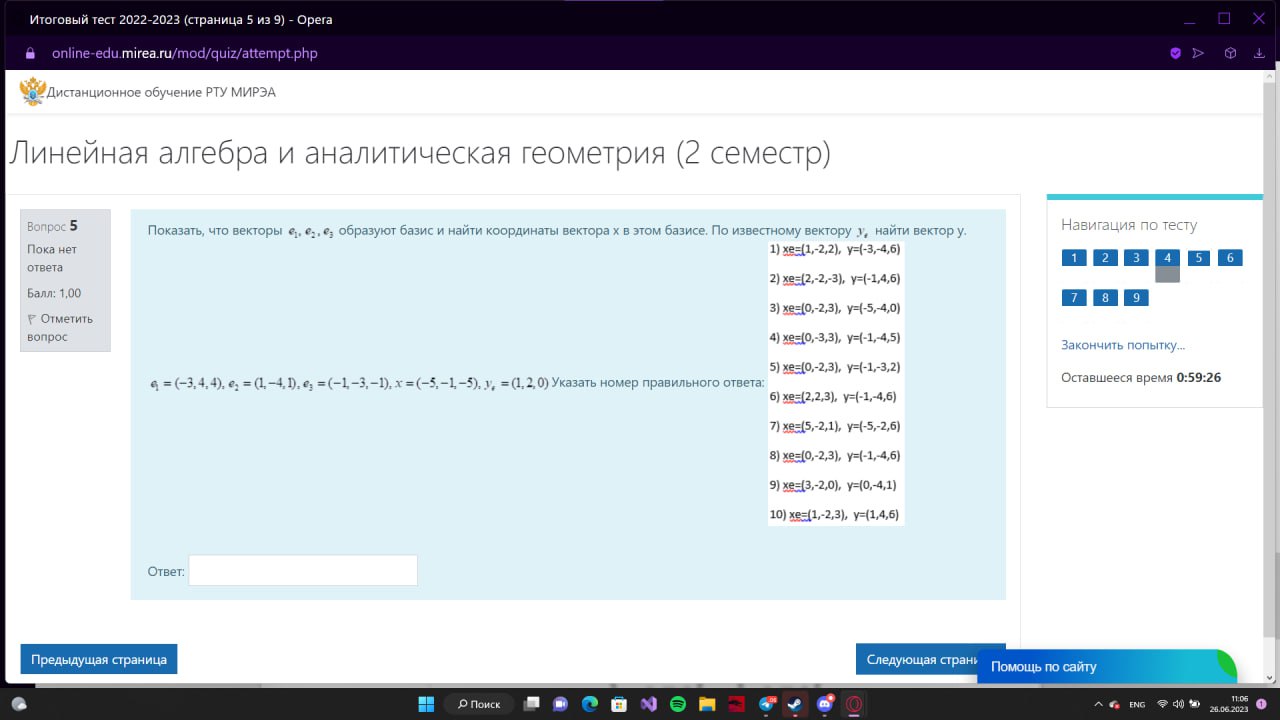 Итоговый тест 2022-2023 (страница 5 из 9) - Opera
online-edu.mirea.ru/mod/quiz/attempt.php
Дистанционное обучение РТУ МИРЭА
Линейная алгебра и аналитическая геометрия (2 семестр)
Вопрос 5
Пока нет
ответа
Балл: 1,00
Отметить
вопрос
Показать, что векторы e₁, e₂, e₃ образуют базис и найти координаты вектора x в этом базисе. По известному вектору yₑ найти вектор y.
1) xe=(1,-2,2), y=(-3,-4,6)
2) xe=(2,-2,-3), y=(-1,4,6)
3) xe=(0,-2,3), y=(-5,-4,0)
4) xe=(0,-3,3), y=(-1,-4,5)
5) xe=(0,-2,3), y=(-1,-3,2)
e₁ = (−3,4,4), e₂ = (1,−4,1), e₃ = (−1,−3,−1), x = (−5,−1,−5), yₑ = (1,2,0) Указать номер правильного ответа:
6) xe=(2,2,3), y=(-1,-4,6)
7) xe=(5,-2,1), y=(-5,-2,6)
8) xe=(0,-2,3), y=(-1,-4,6)
9) xe=(3,-2,0), y=(0,-4,1)
10) xe=(1,-2,3), y=(1,4,6)
Ответ:
Предыдущая страница
Следующая страни
Навигация по тесту
1 2 3 4 5 6
7 8 9
Закончить попытку...
Оставшееся время 0:59:26
Помощь по сайту
Поиск
ENG
11:06
26.06.2023
1